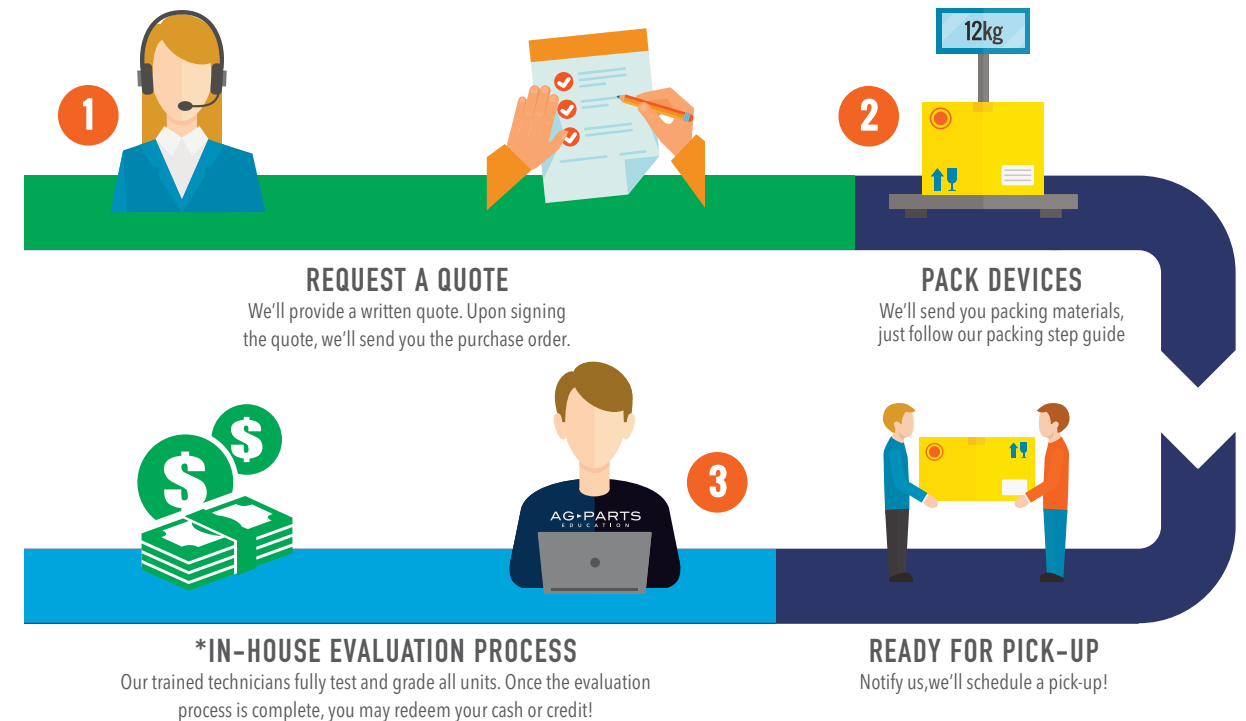 1
2
12kg
REQUEST A QUOTE
We'll provide a written quote. Upon signing
the quote, we'll send you the purchase order.
PACK DEVICES
We'll send you packing materials,
just follow our packing step guide
READY FOR PICK-UP
Notify us,we'll schedule a pick-up!
3
$
$
AG▸PARTS
EDUCATION
*IN-HOUSE EVALUATION PROCESS
Our trained technicians fully test and grade all units. Once the evaluation
process is complete, you may redeem your cash or credit!